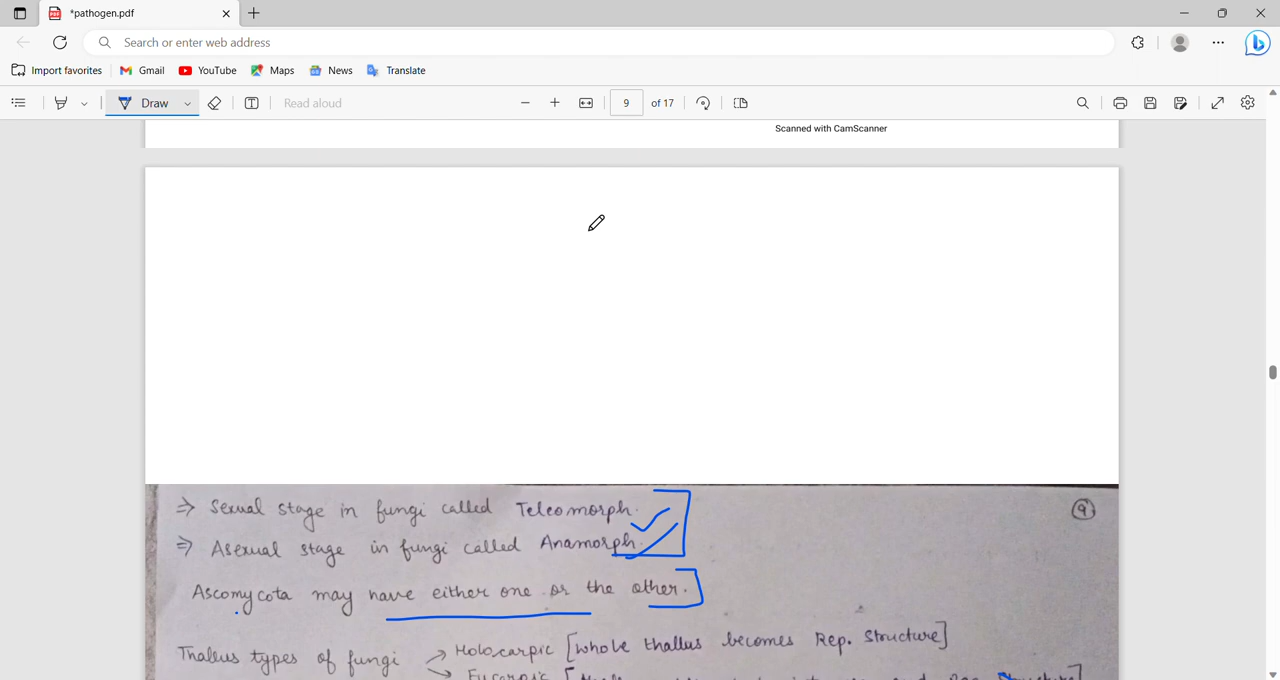 *pathogen.pdf
Search or enter web address
Import favorites Gmail YouTube Maps News Translate
Draw Read aloud 9 of 17
Scanned with CamScanner
9
⇒ Sexual stage in fungi called Teleomorph.
⇒ Asexual stage in fungi called Anamorph.
Ascomycota may have either one or the other.
Thallus types of fungi → Holocarpic [whole thallus becomes Rep. Structure]